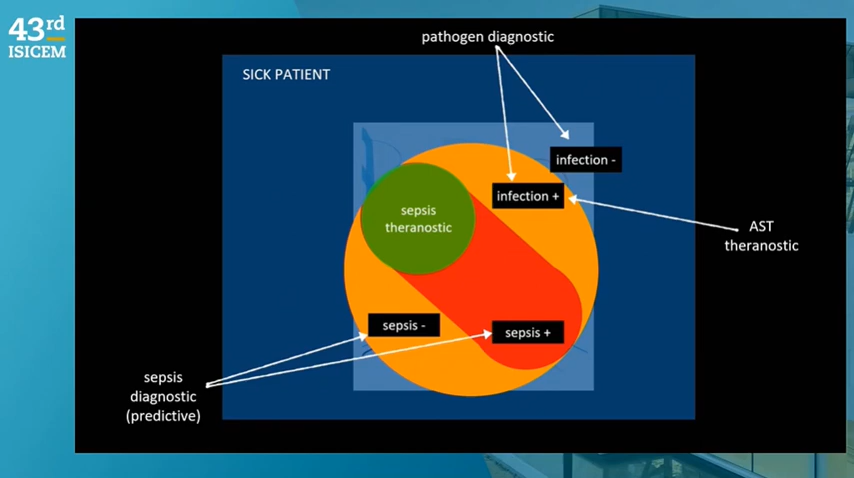 43rd
ISICEM
pathogen diagnostic
SICK PATIENT
infection -
infection +
sepsis
theranostic
AST
theranostic
sepsis -
sepsis +
sepsis
diagnostic
(predictive)